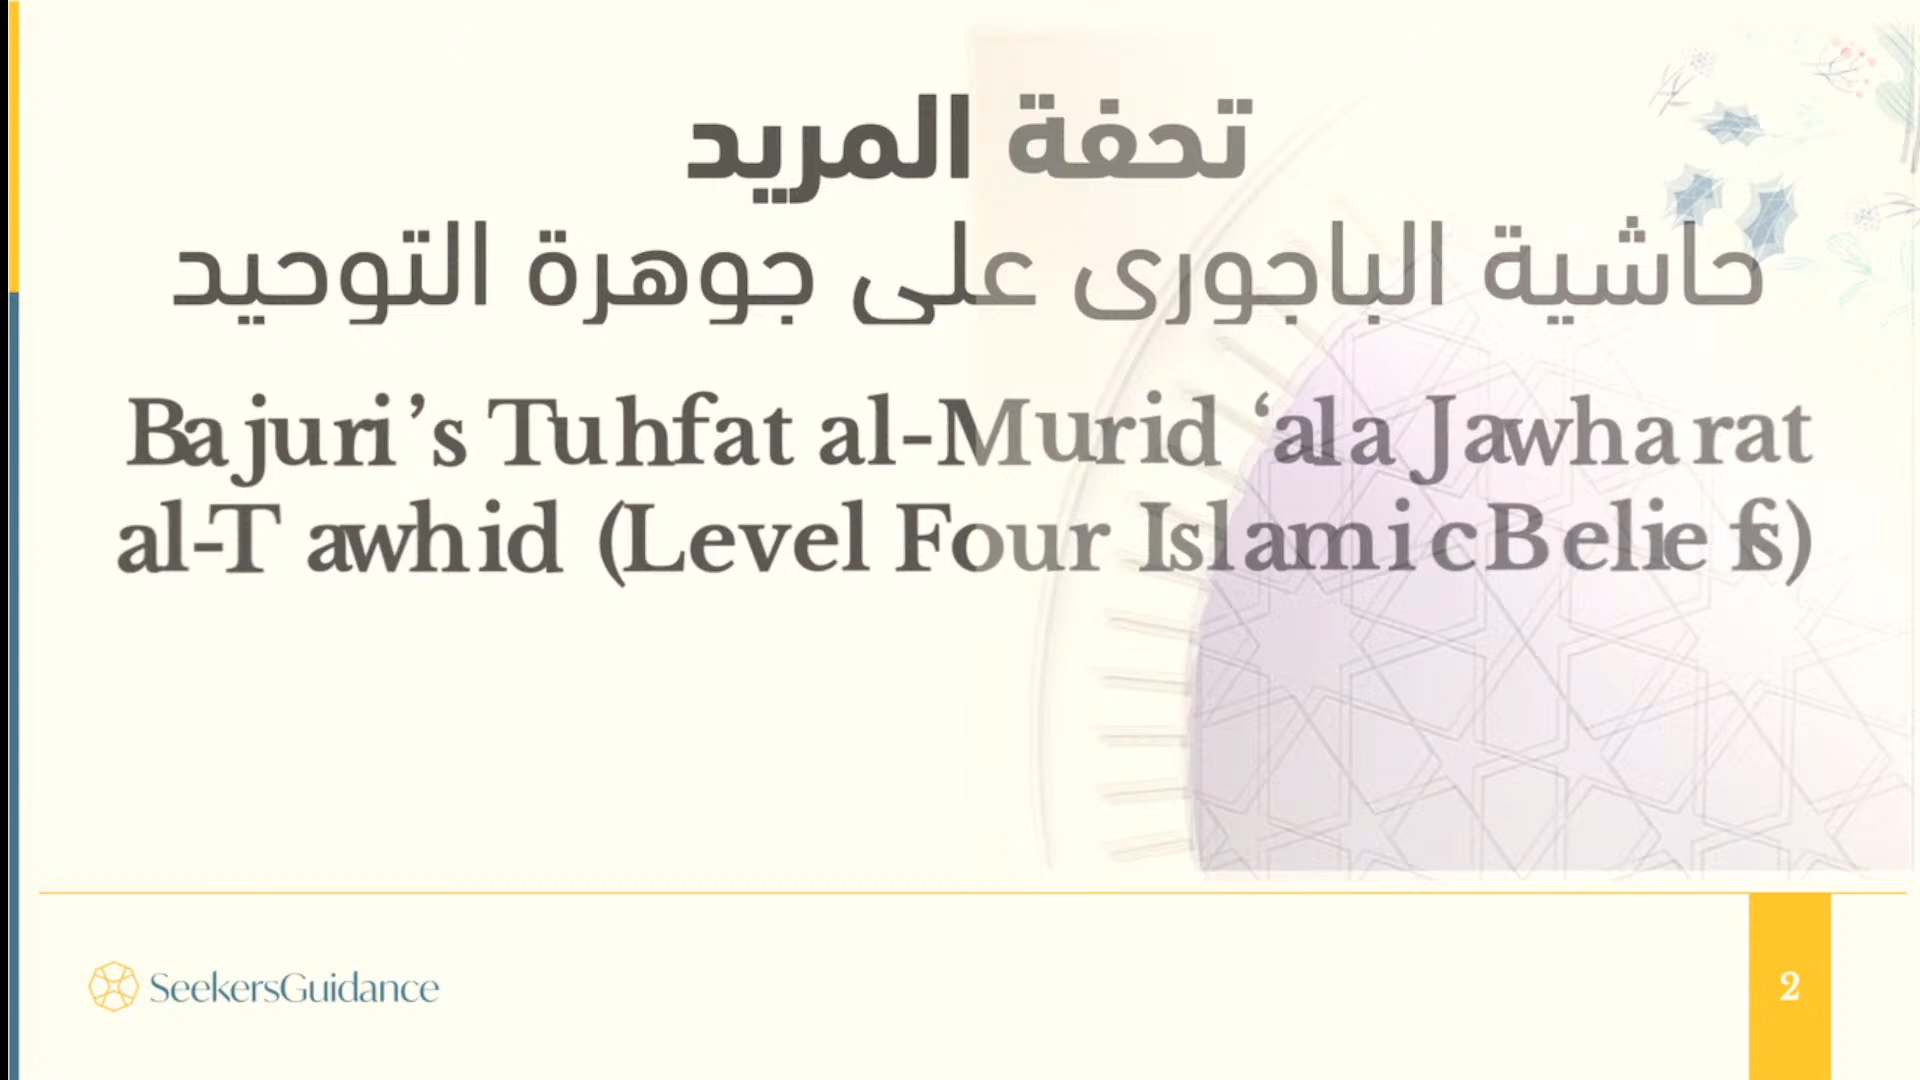 تحفة المريد
حاشية الباجورى على جوهرة التوحيد
Bajuri’s Tuhfat al-Murid ‘ala Jawharat
al-Tawhid (Level Four Islamic Beliefs)
SeekersGuidance
2